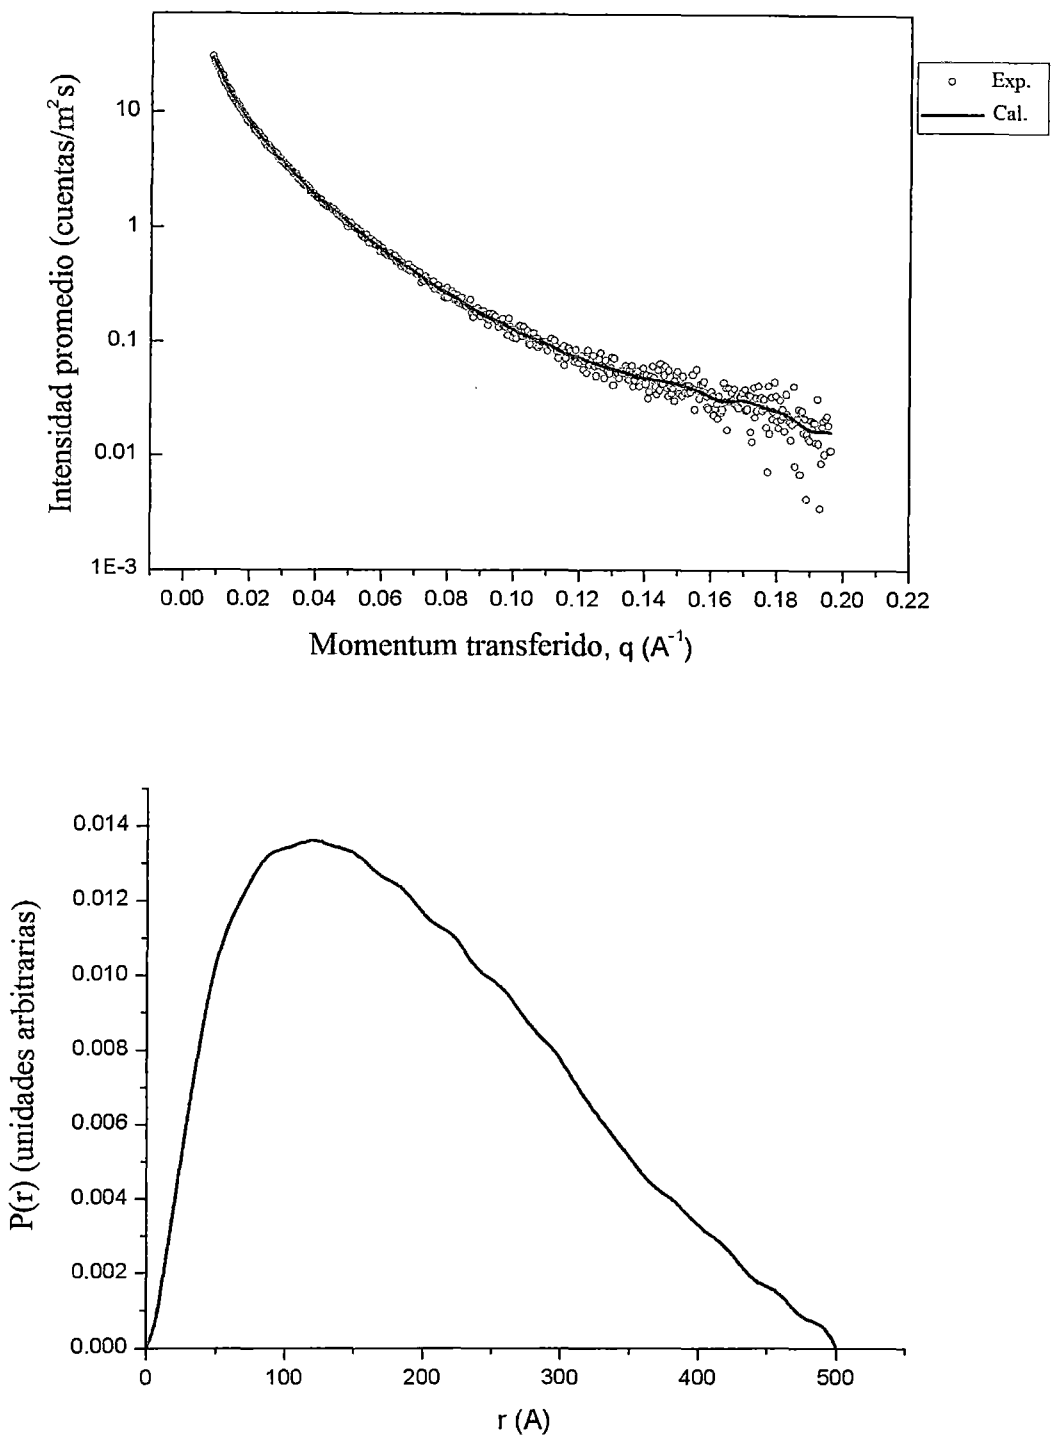 Intensidad promedio (cuentas/m²s)
10
1
0.1
0.01
1E-3
0.00 0.02 0.04 0.06 0.08 0.10 0.12 0.14 0.16 0.18 0.20 0.22
Momentum transferido, q (A⁻¹)
Exp.
Cal.
P(r) (unidades arbitrarias)
0.014
0.012
0.010
0.008
0.006
0.004
0.002
0.000
0 100 200 300 400 500
r (A)